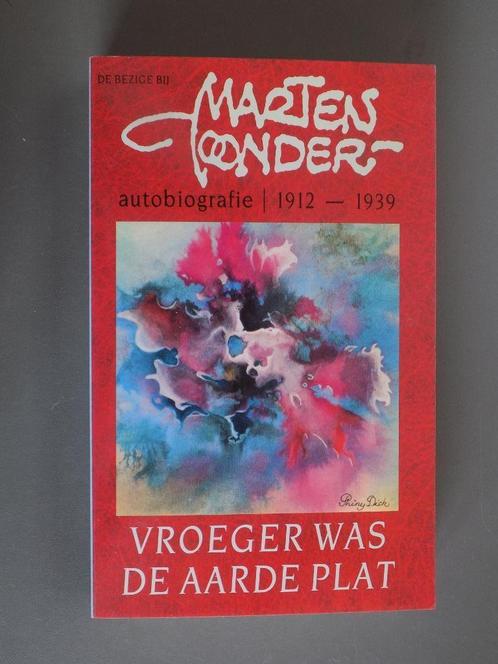 DE BEZIGE BIJ
MARTEN
TOONDER
autobiografie | 1912 — 1939
Phiny Dick
VROEGER WAS
DE AARDE PLAT